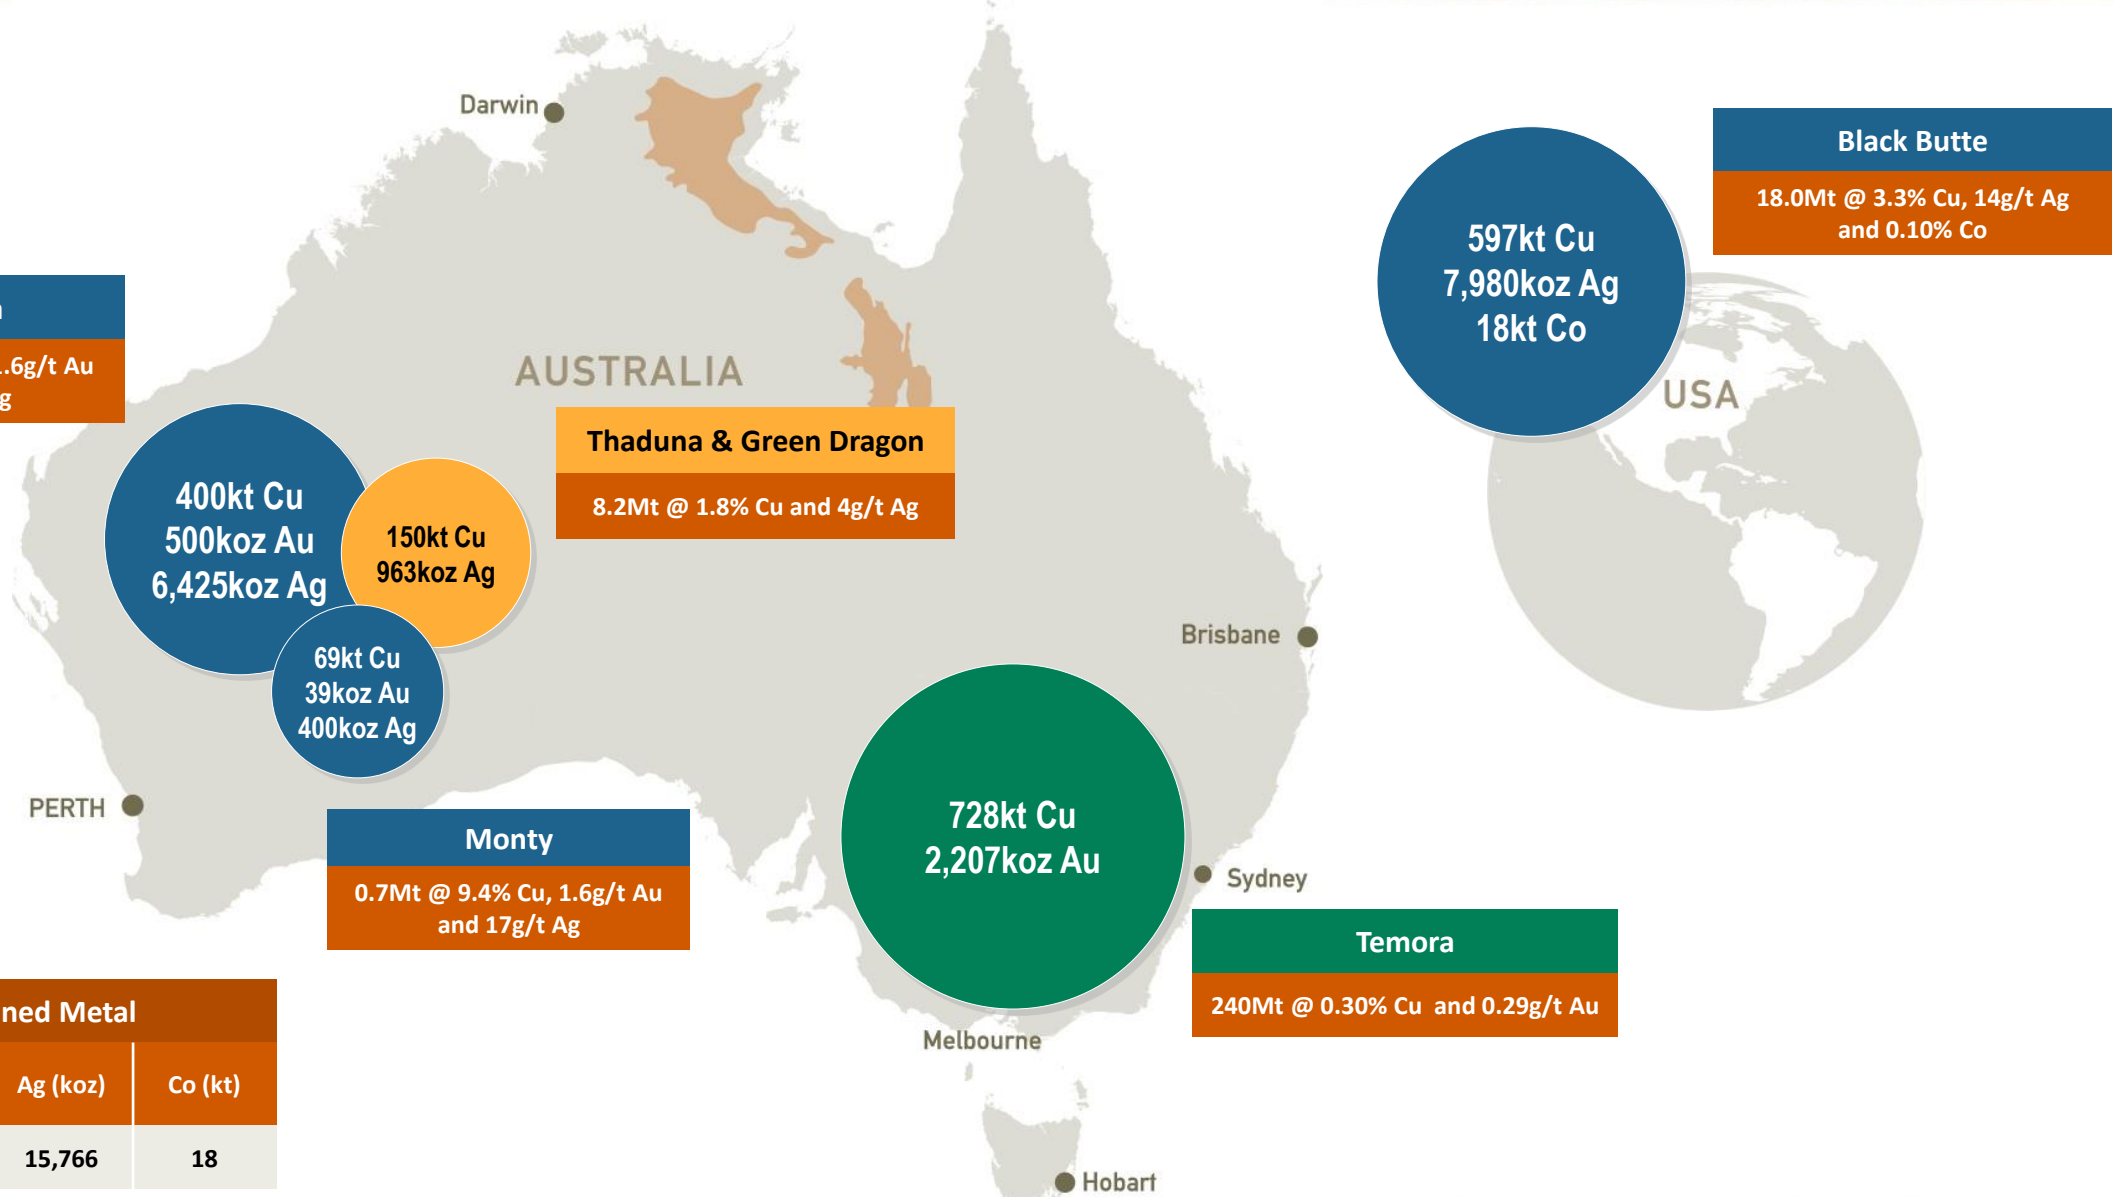 Darwin
Black Butte
18.0Mt @ 3.3% Cu, 14g/t Ag
and 0.10% Co
597kt Cu
7,980koz Ag
18kt Co
USA
.6g/t Au
g
AUSTRALIA
Thaduna & Green Dragon
8.2Mt @ 1.8% Cu and 4g/t Ag
400kt Cu
500koz Au
6,425koz Ag
150kt Cu
963koz Ag
69kt Cu
39koz Au
400koz Ag
Brisbane
PERTH
Monty
0.7Mt @ 9.4% Cu, 1.6g/t Au
and 17g/t Ag
728kt Cu
2,207koz Au
Sydney
Temora
240Mt @ 0.30% Cu and 0.29g/t Au
Melbourne
Hobart
ned Metal
Ag (koz) Co (kt)
15,766 18